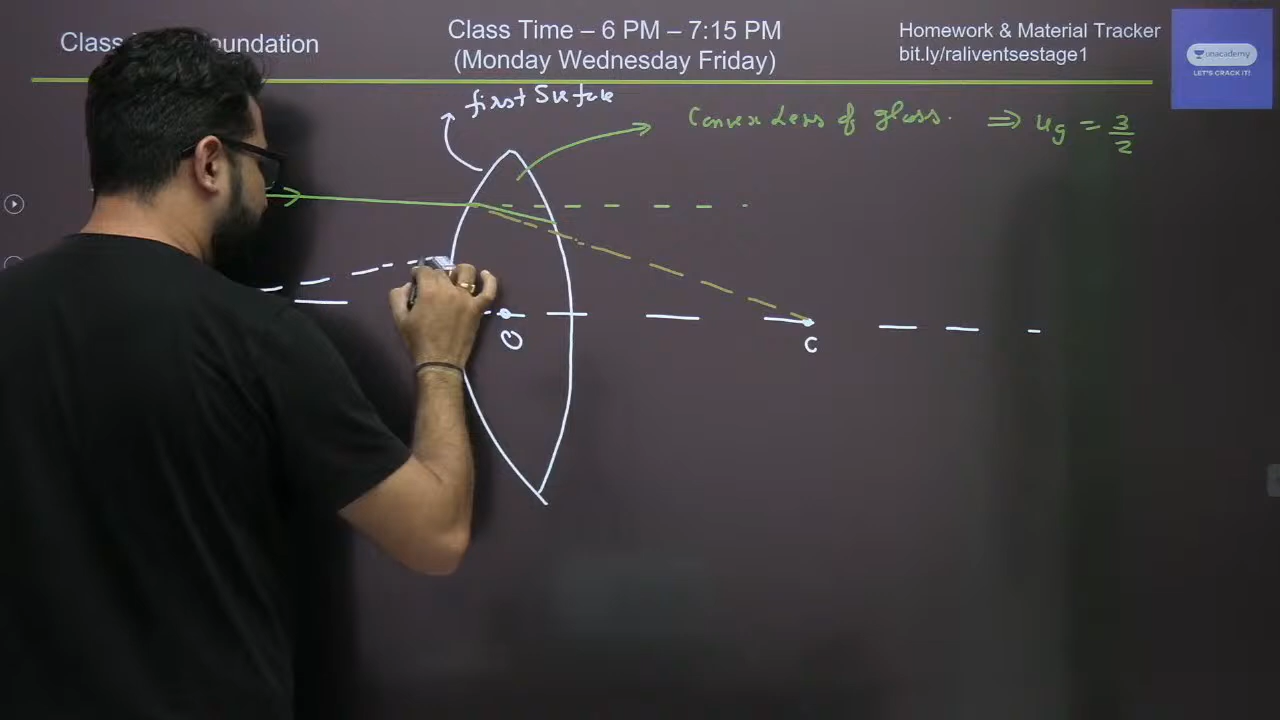 Class Time – 6 PM – 7:15 PM
(Monday Wednesday Friday)
Homework & Material Tracker
bit.ly/raliventsestage1
unacademy
LET'S CRACK IT!
Class oundation
first Surface
Convex Lens of glass. ⇒ μg = 3/2
O
C